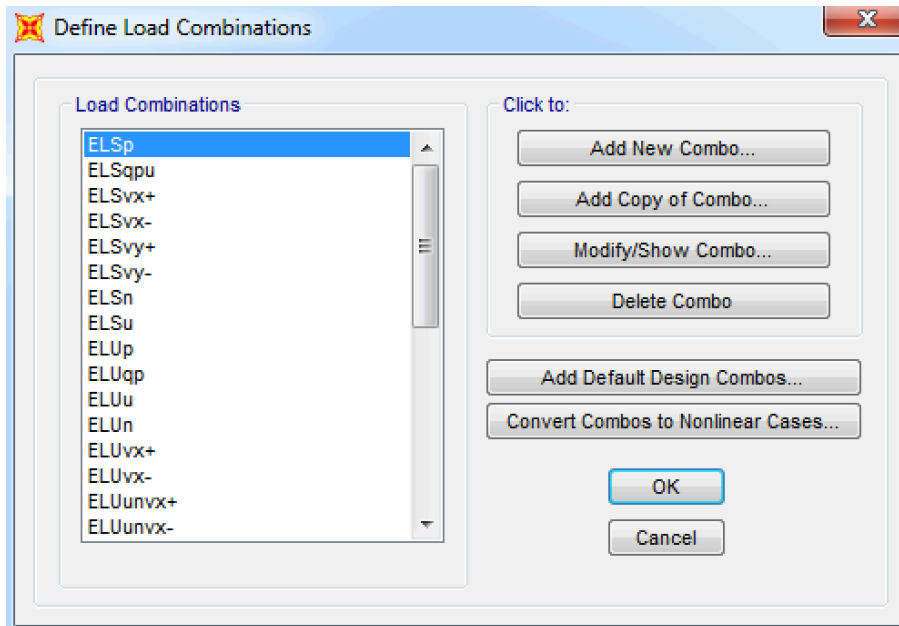 Define Load Combinations
X
Load Combinations
ELSp
ELSqpu
ELSvx+
ELSvx-
ELSvy+
ELSvy-
ELSn
ELSu
ELUp
ELUqp
ELUu
ELUn
ELUvx+
ELUvx-
ELUunvx+
ELUunvx-
Click to:
Add New Combo...
Add Copy of Combo...
Modify/Show Combo...
Delete Combo
Add Default Design Combos...
Convert Combos to Nonlinear Cases...
OK
Cancel